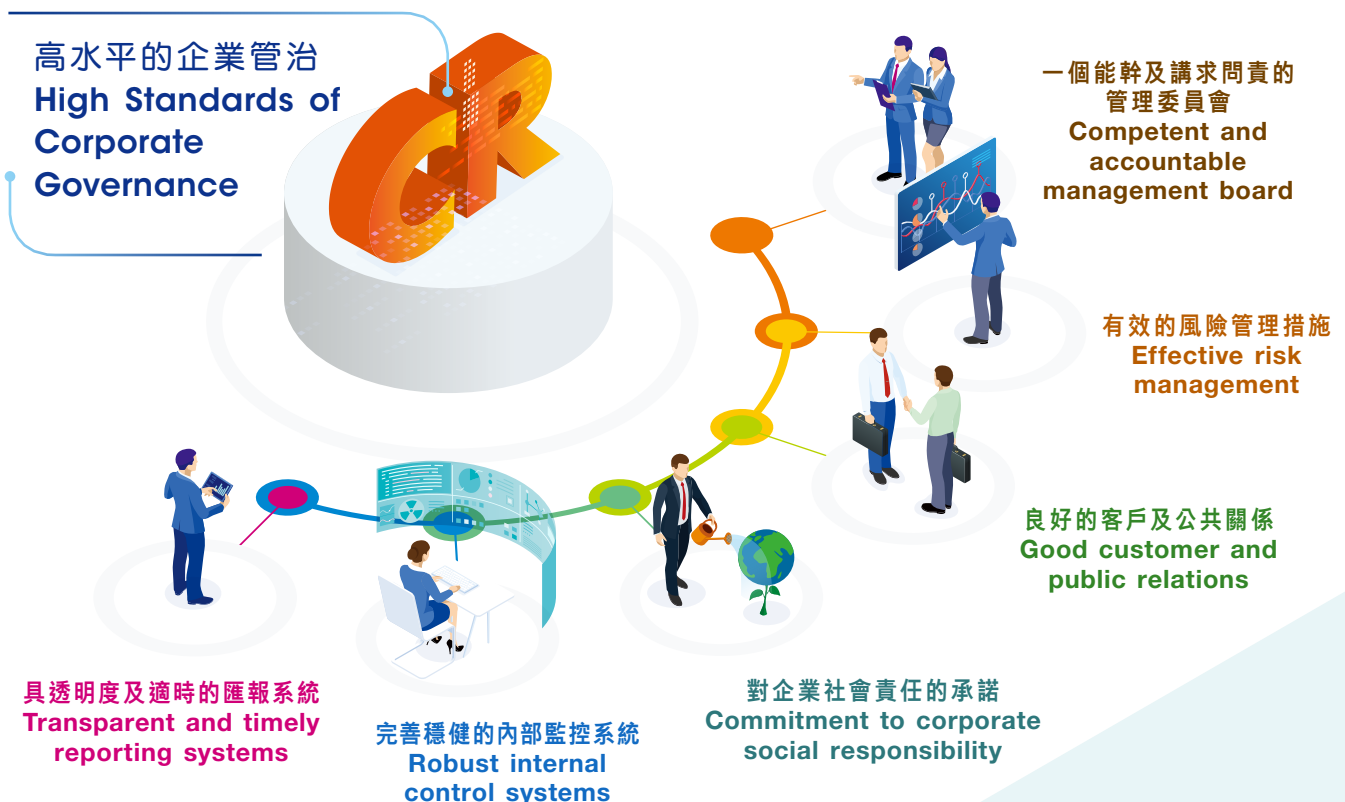 高水平的企業管治
High Standards of
Corporate
Governance
CR
一個能幹及講求問責的
管理委員會
Competent and
accountable
management board
有效的風險管理措施
Effective risk
management
良好的客戶及公共關係
Good customer and
public relations
對企業社會責任的承諾
Commitment to corporate
social responsibility
完善穩健的內部監控系統
Robust internal
control systems
具透明度及適時的匯報系統
Transparent and timely
reporting systems